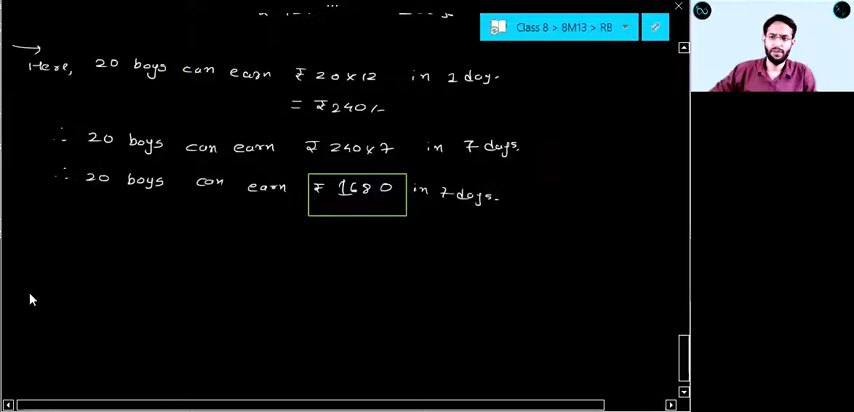 Class 8 > 8M13 > RB
Here, 20 boys can earn ₹ 20 x 12 in 1 day.
= ₹ 240/-
∴ 20 boys can earn ₹ 240 x 7 in 7 days.
∴ 20 boys can earn ₹ 1680 in 7 days.